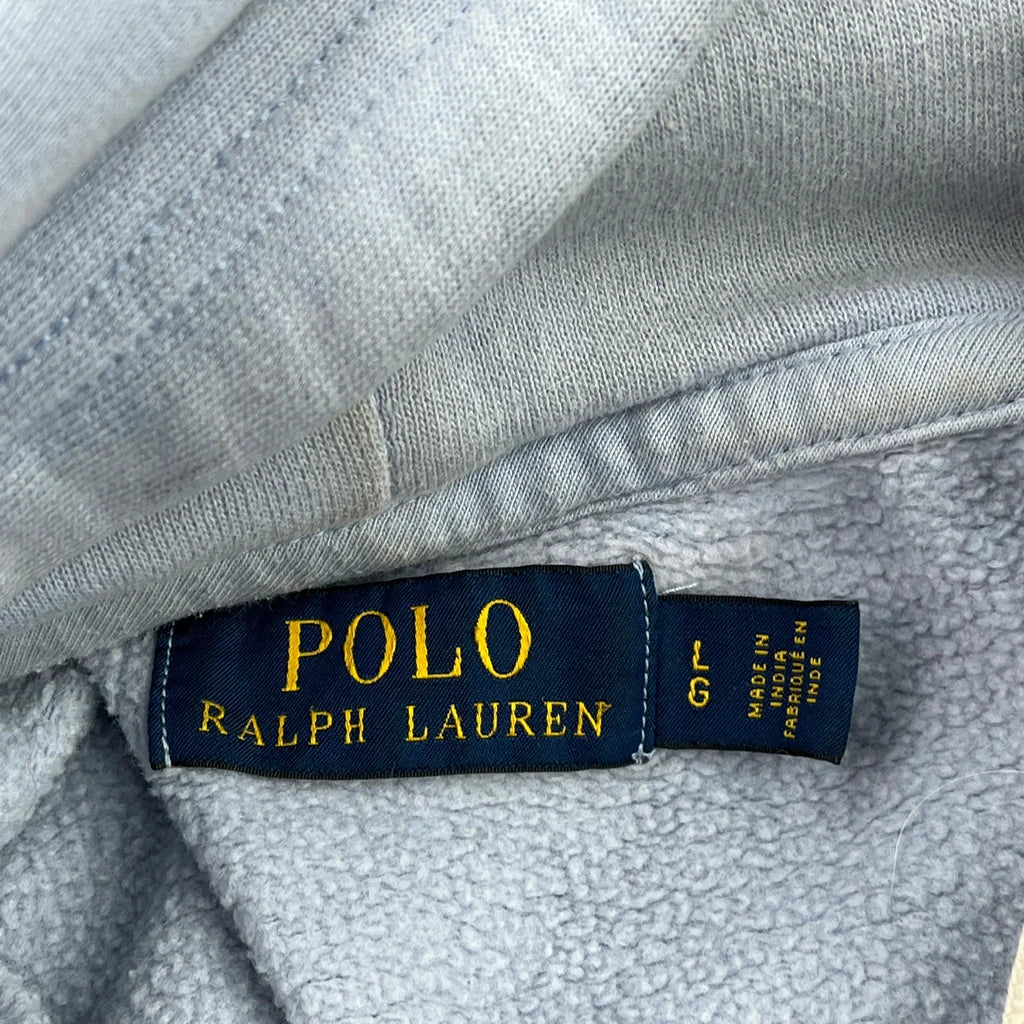 POLO
RALPH LAUREN
L
G
MADE IN
INDIA
FABRIQUÉ EN
INDE